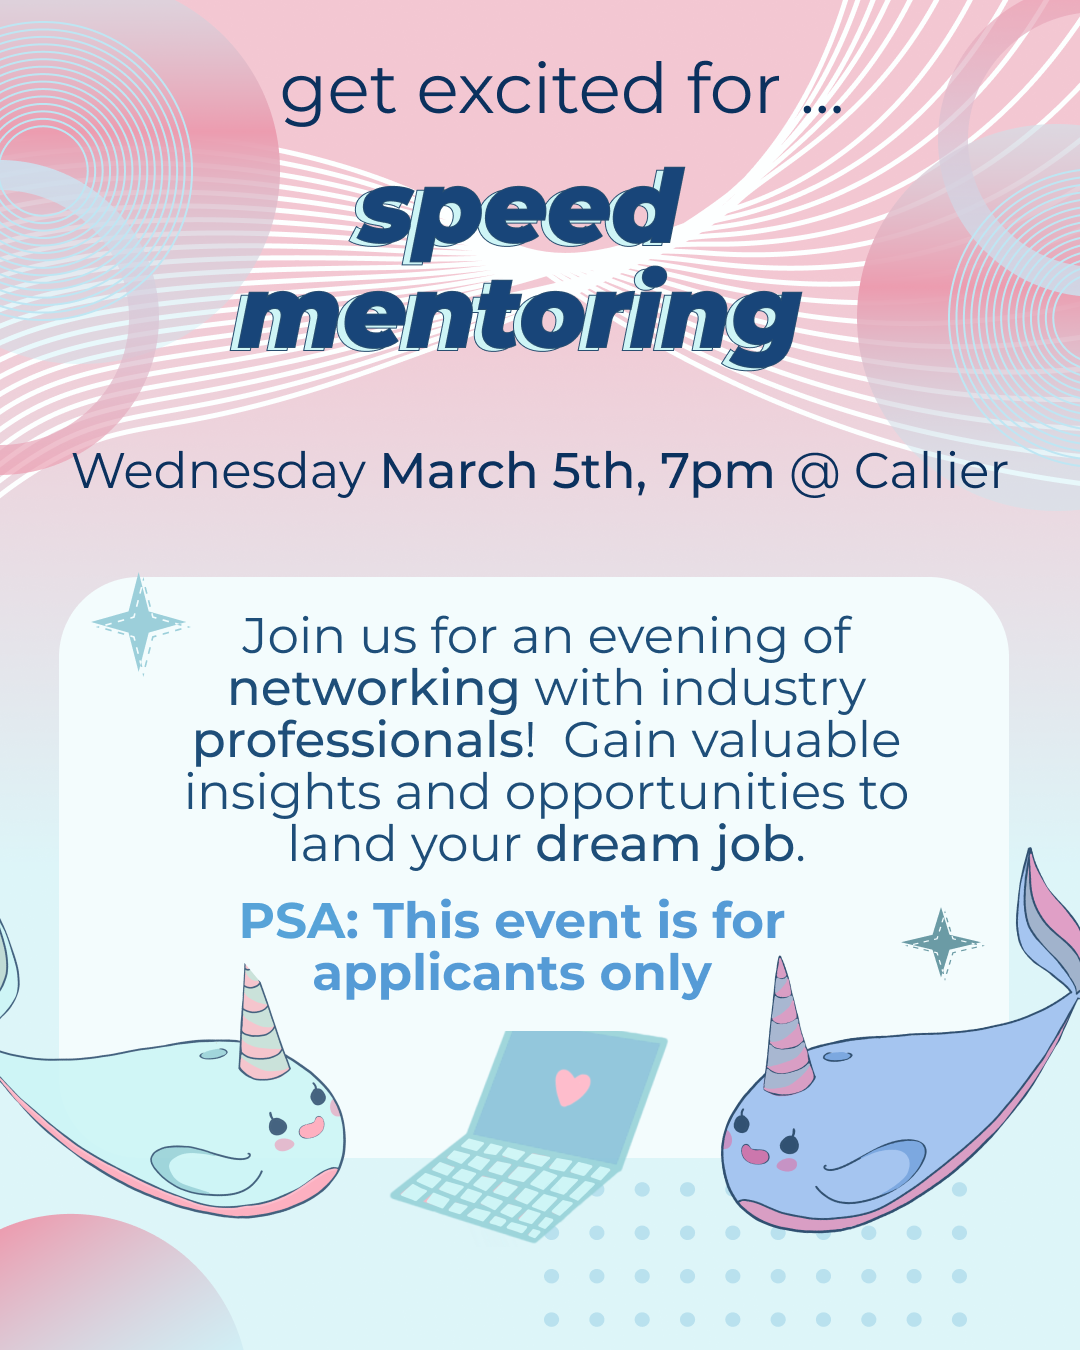 get excited for ...
speed
mentoring
Wednesday March 5th, 7pm @ Callier
Join us for an evening of
networking with industry
professionals!  Gain valuable
insights and opportunities to
land your dream job.
PSA: This event is for
applicants only